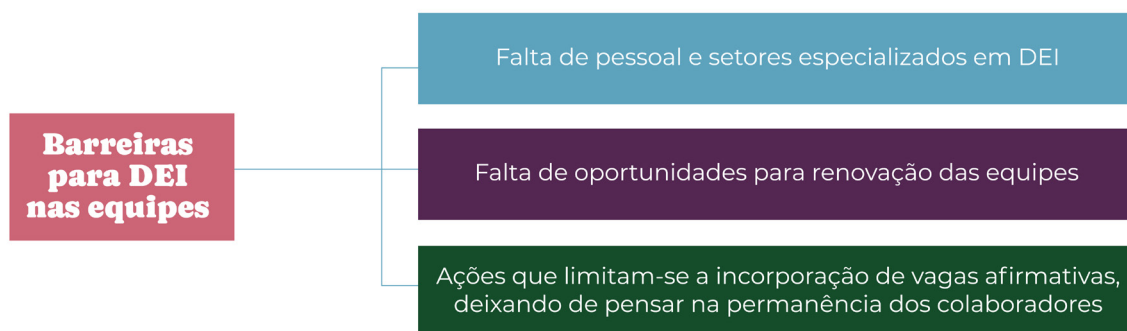 Barreiras
para DEI
nas equipes
Falta de pessoal e setores especializados em DEI
Falta de oportunidades para renovação das equipes
Ações que limitam-se a incorporação de vagas afirmativas,
deixando de pensar na permanência dos colaboradores